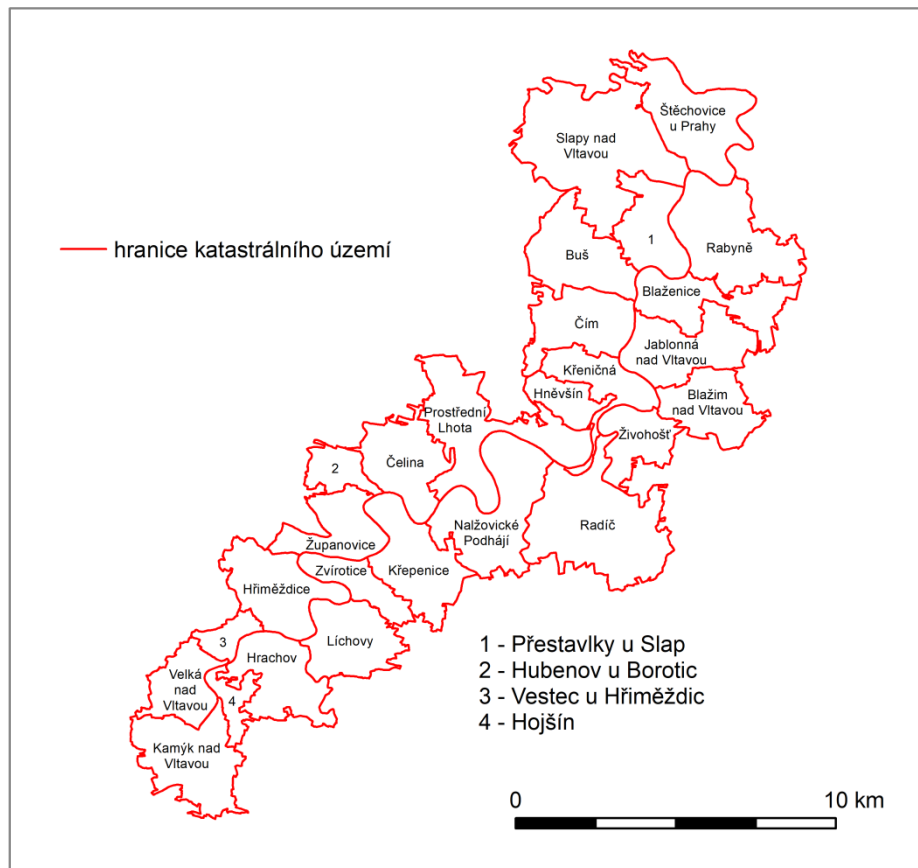 Štěchovice
u Prahy
Slapy nad
Vltavou
1
Rabyně
hranice katastrálního území
Buš
Blaženice
Čím
Jablonná
nad Vltavou
Křeničná
Hněvšín
Blažim
nad Vltavou
Prostřední
Lhota
Živohošť
Čelina
2
Nalžovické
Podhájí
Radíč
Županovice
Zvírotice
Křepenice
Hřiměždice
3
Líchovy
Hrachov
Velká
nad
Vltavou
4
Kamýk nad
Vltavou
1 - Přestavlky u Slap
2 - Hubenov u Borotic
3 - Vestec u Hřiměždic
4 - Hojšín
0
10 km